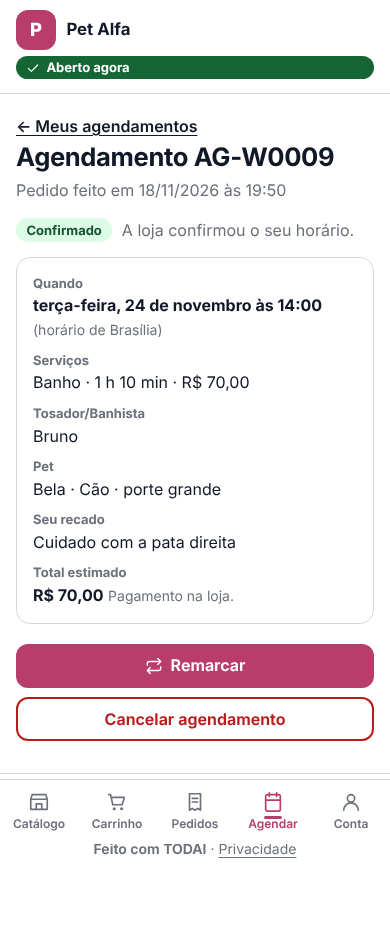 P Pet Alfa
Aberto agora
← Meus agendamentos
Agendamento AG-W0009
Pedido feito em 18/11/2026 às 19:50
Confirmado A loja confirmou o seu horário.
Quando
terça-feira, 24 de novembro às 14:00
(horário de Brasília)
Serviços
Banho · 1 h 10 min · R$ 70,00
Tosador/Banhista
Bruno
Pet
Bela · Cão · porte grande
Seu recado
Cuidado com a pata direita
Total estimado
R$ 70,00 Pagamento na loja.
Remarcar
Cancelar agendamento
Catálogo Carrinho Pedidos Agendar Conta
Feito com TODAI · Privacidade